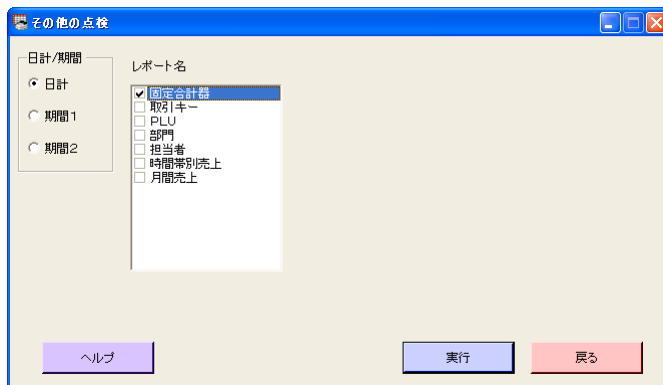 その他の点検
日計/期間
日計
期間1
期間2
レポート名
固定合計器
取引キー
PLU
部門
担当者
時間帯別売上
月間売上
ヘルプ
実行
戻る